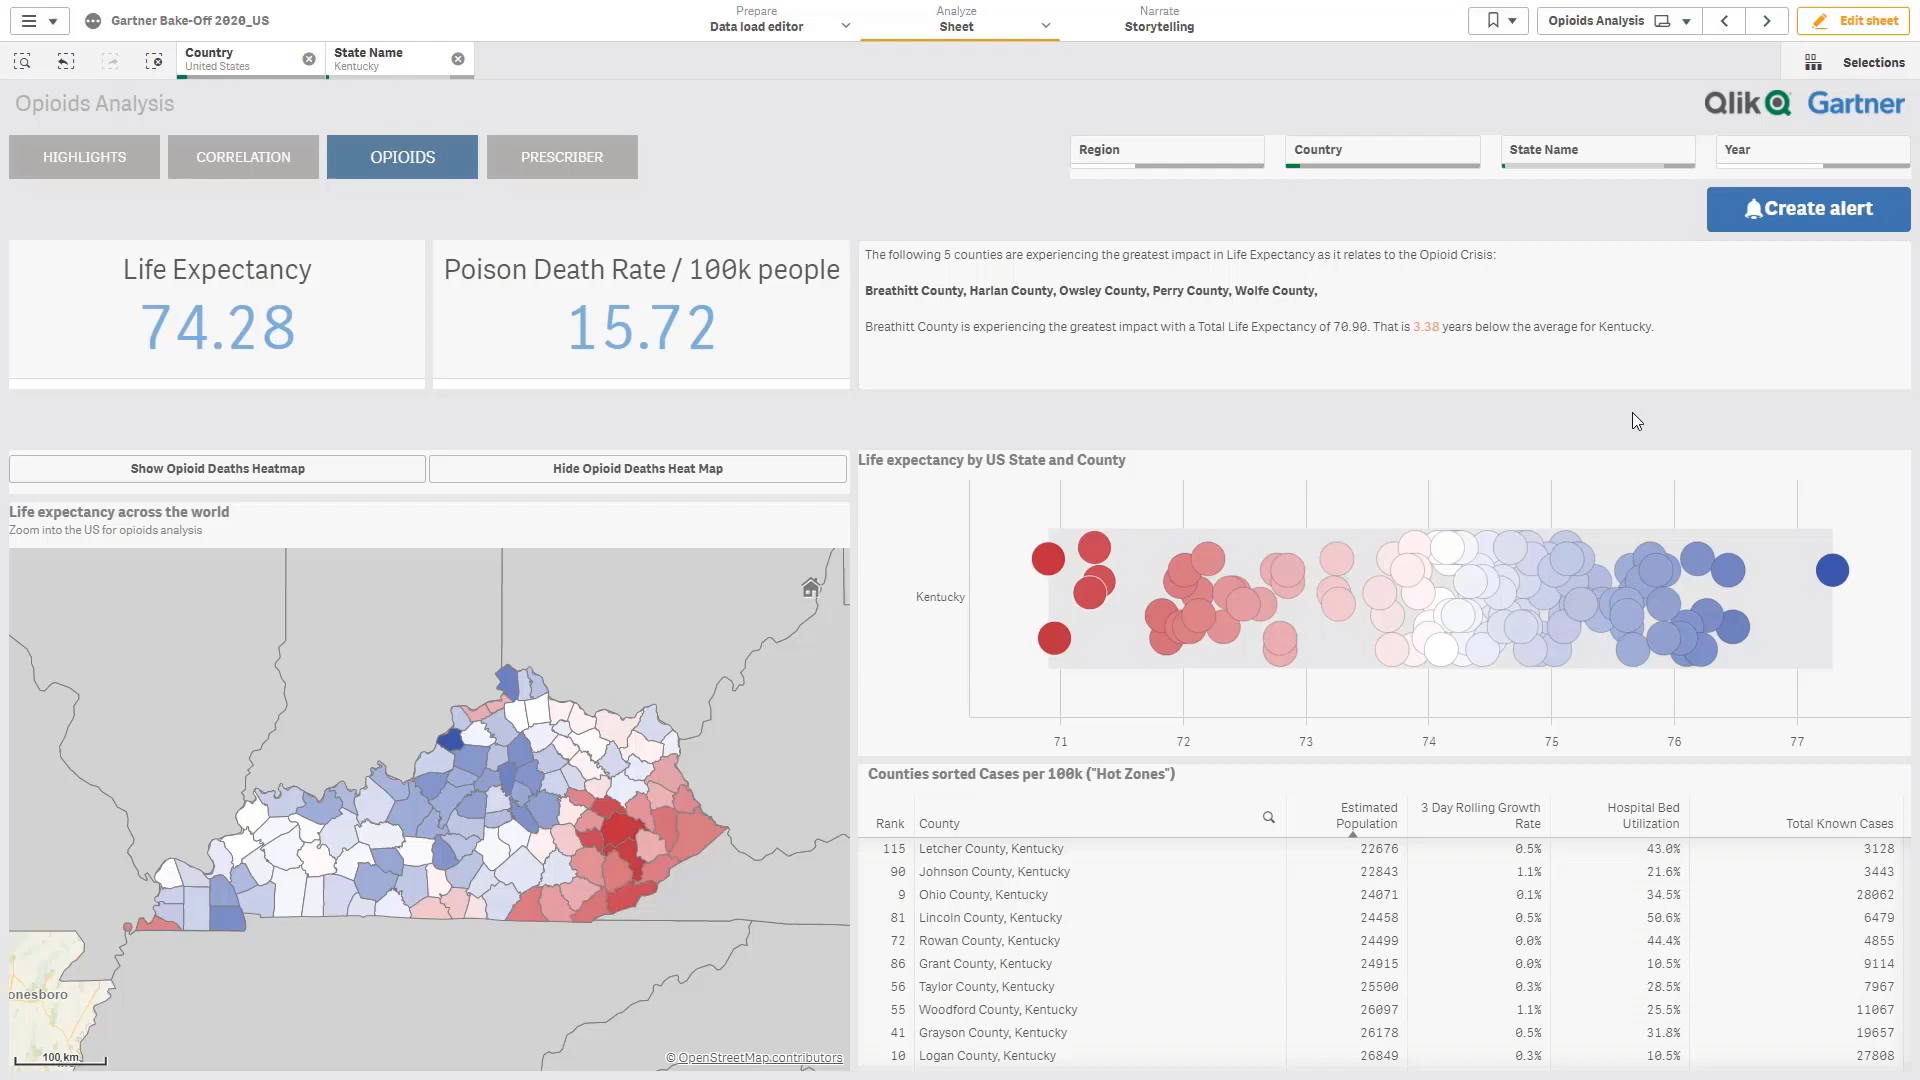 Gartner Bake-Off 2020_US
Prepare
Data load editor
Analyze
Sheet
Narrate
Storytelling
Opioids Analysis
Edit sheet
Country
United States
State Name
Kentucky
Selections
Opioids Analysis
Qlik Gartner
HIGHLIGHTS
CORRELATION
OPIOIDS
PRESCRIBER
Region
Country
State Name
Year
Create alert
Life Expectancy
74.28
Poison Death Rate / 100k people
15.72
The following 5 counties are experiencing the greatest impact in Life Expectancy as it relates to the Opioid Crisis:
Breathitt County, Harlan County, Owsley County, Perry County, Wolfe County,
Breathitt County is experiencing the greatest impact with a Total Life Expectancy of 70.90. That is 3.38 years below the average for Kentucky.
Show Opioid Deaths Heatmap
Hide Opioid Deaths Heat Map
Life expectancy across the world
Zoom into the US for opioids analysis
onesboro
100 km
© OpenStreetMap contributors
Life expectancy by US State and County
Kentucky
71 72 73 74 75 76 77
Counties sorted Cases per 100k ("Hot Zones")
Rank County Estimated Population 3 Day Rolling Growth Rate Hospital Bed Utilization Total Known Cases
115 Letcher County, Kentucky 22676 0.5% 43.0% 3128
90 Johnson County, Kentucky 22843 1.1% 21.6% 3443
9 Ohio County, Kentucky 24071 0.1% 34.5% 28062
81 Lincoln County, Kentucky 24458 0.5% 50.6% 6479
72 Rowan County, Kentucky 24499 0.0% 44.4% 4855
86 Grant County, Kentucky 24915 0.0% 10.5% 9114
56 Taylor County, Kentucky 25500 0.3% 28.5% 7967
55 Woodford County, Kentucky 26097 1.1% 25.5% 11067
41 Grayson County, Kentucky 26178 0.5% 31.8% 19657
10 Logan County, Kentucky 26849 0.3% 10.5% 27808